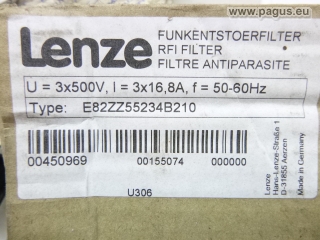 © www.pagus.eu
Lenze
FUNKENTSTOERFILTER
RFI FILTER
FILTRE ANTIPARASITE
U = 3x500V, I = 3x16,8A, f = 50-60Hz
Type: E82ZZ55234B210
00450969
00155074
000000
Lenze
Hans-Lenze-Straße 1
D-31855 Aerzen
Made in Germany
U306